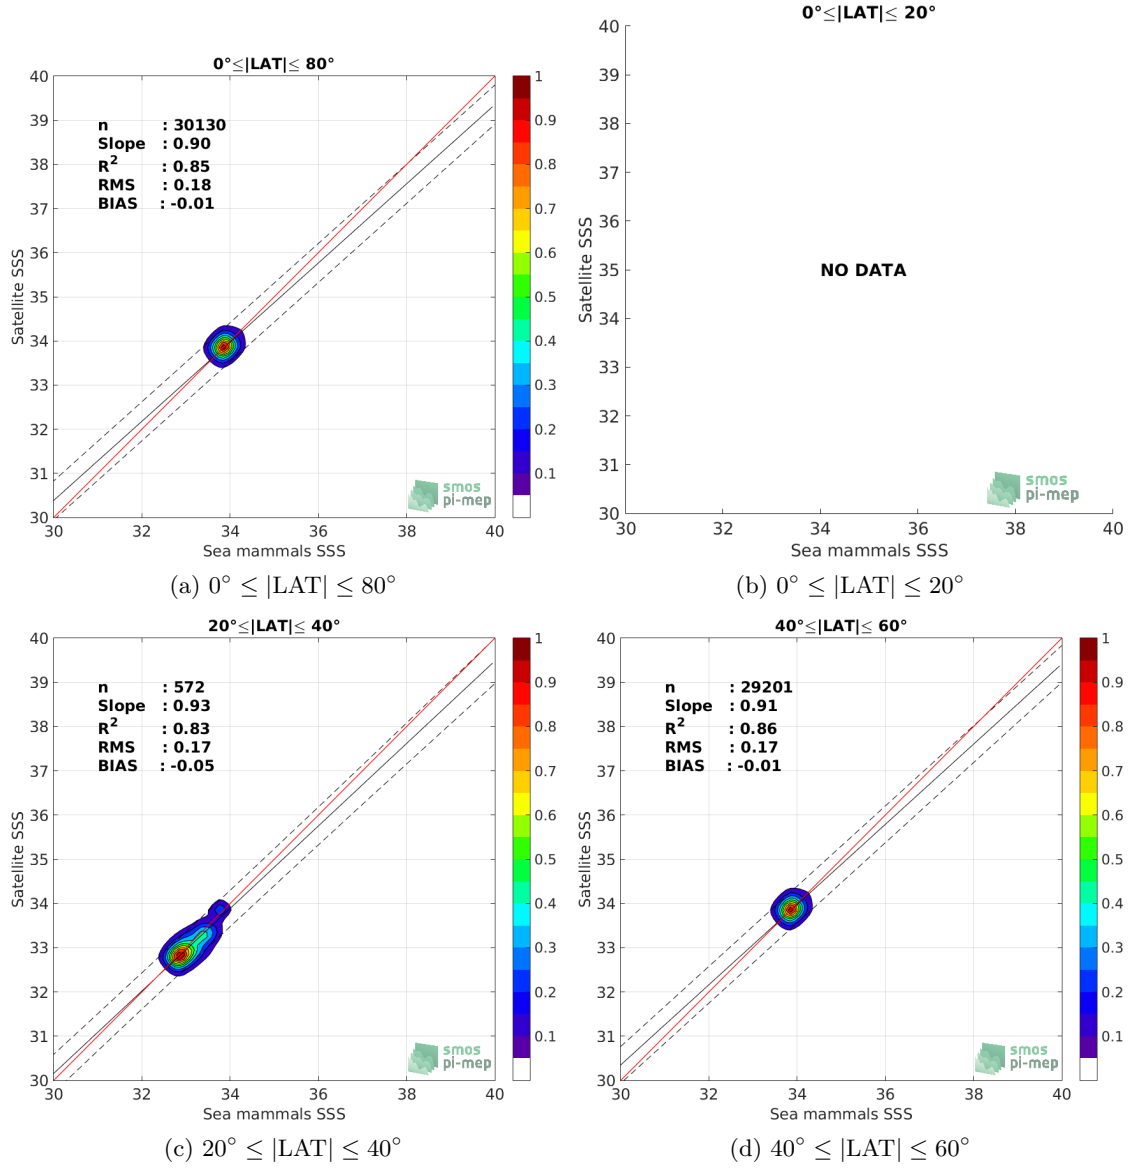 0°≤|LAT|≤ 80°
n : 30130
Slope : 0.90
R2 : 0.85
RMS : 0.18
BIAS : -0.01
40
39
38
37
36
35
34
33
32
31
30
30 32 34 36 38 40
Satellite SSS
Sea mammals SSS
1
0.9
0.8
0.7
0.6
0.5
0.4
0.3
0.2
0.1
smos
pi-mep
(a) 0° ≤ |LAT| ≤ 80°
0°≤|LAT|≤ 20°
40
39
38
37
36
35
34
33
32
31
30
30 32 34 36 38 40
Satellite SSS
Sea mammals SSS
NO DATA
smos
pi-mep
(b) 0° ≤ |LAT| ≤ 20°
20°≤|LAT|≤ 40°
n : 572
Slope : 0.93
R2 : 0.83
RMS : 0.17
BIAS : -0.05
40
39
38
37
36
35
34
33
32
31
30
30 32 34 36 38 40
Satellite SSS
Sea mammals SSS
1
0.9
0.8
0.7
0.6
0.5
0.4
0.3
0.2
0.1
smos
pi-mep
(c) 20° ≤ |LAT| ≤ 40°
40°≤|LAT|≤ 60°
n : 29201
Slope : 0.91
R2 : 0.86
RMS : 0.17
BIAS : -0.01
40
39
38
37
36
35
34
33
32
31
30
30 32 34 36 38 40
Satellite SSS
Sea mammals SSS
1
0.9
0.8
0.7
0.6
0.5
0.4
0.3
0.2
0.1
smos
pi-mep
(d) 40° ≤ |LAT| ≤ 60°